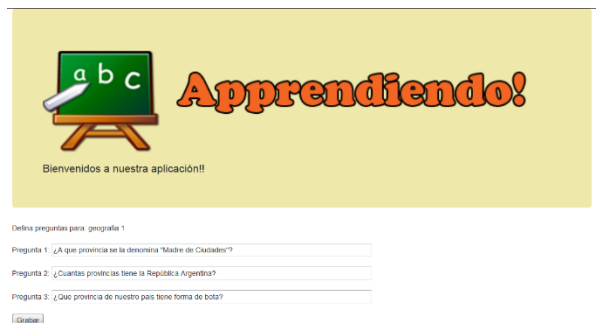 a b c
Apprendiendo!
Bienvenidos a nuestra aplicación!!
Defina preguntas para: geografia 1
Pregunta 1: ¿A que provincia se la denomina "Madre de Ciudades"?
Pregunta 2: ¿Cuantas provincias tiene la República Argentina?
Pregunta 3: ¿Que provincia de nuestro pais tiene forma de bota?
Grabar